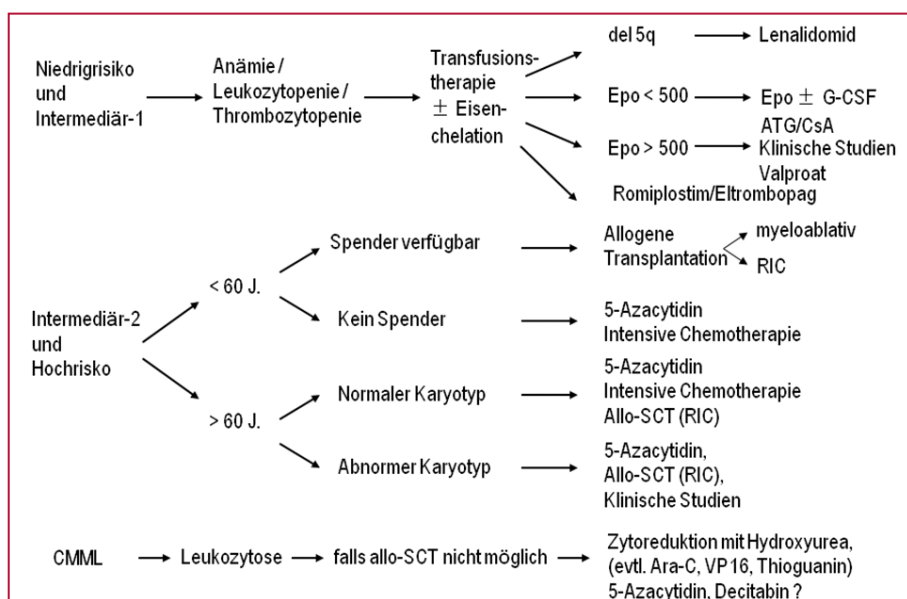 del 5q
Lenalidomid
Niedrigrisiko
und
Intermediär-1
Anämie /
Leukozytopenie /
Thrombozytopenie
Transfusions-
therapie
± Eisen-
chelation
Epo < 500
Epo ± G-CSF
Epo > 500
ATG/CsA
Klinische Studien
Valproat
Romiplostim/Eltrombopag
Intermediär-2
und
Hochrisko
< 60 J.
Spender verfügbar
Allogene
Transplantation
myeloablativ
RIC
Kein Spender
5-Azacytidin
Intensive Chemotherapie
> 60 J.
Normaler Karyotyp
5-Azacytidin
Intensive Chemotherapie
Allo-SCT (RIC)
Abnormer Karyotyp
5-Azacytidin,
Allo-SCT (RIC),
Klinische Studien
CMML
Leukozytose
falls allo-SCT nicht möglich
Zytoreduktion mit Hydroxyurea,
(evtl. Ara-C, VP16, Thioguanin)
5-Azacytidin, Decitabin ?